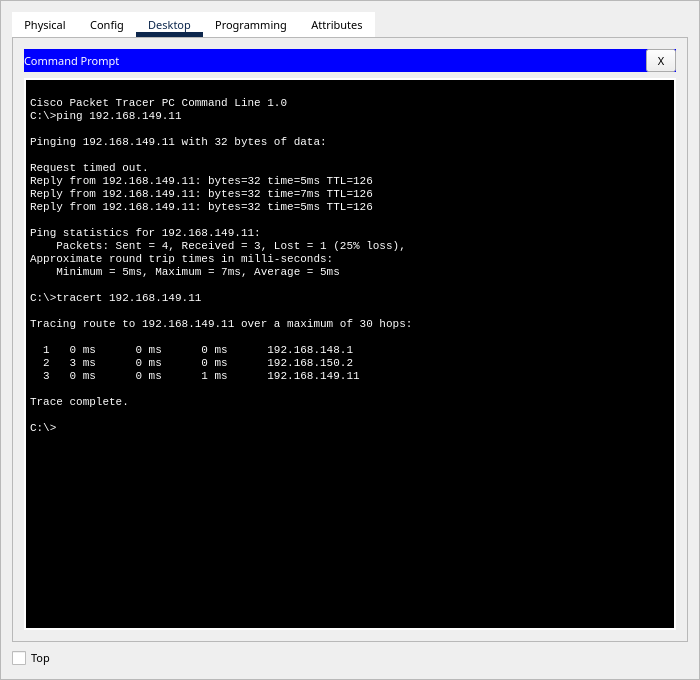 Physical Config Desktop Programming Attributes
Command Prompt X
Cisco Packet Tracer PC Command Line 1.0
C:\>ping 192.168.149.11
Pinging 192.168.149.11 with 32 bytes of data:
Request timed out.
Reply from 192.168.149.11: bytes=32 time=5ms TTL=126
Reply from 192.168.149.11: bytes=32 time=7ms TTL=126
Reply from 192.168.149.11: bytes=32 time=5ms TTL=126
Ping statistics for 192.168.149.11:
    Packets: Sent = 4, Received = 3, Lost = 1 (25% loss),
Approximate round trip times in milli-seconds:
    Minimum = 5ms, Maximum = 7ms, Average = 5ms
C:\>tracert 192.168.149.11
Tracing route to 192.168.149.11 over a maximum of 30 hops:
  1   0 ms      0 ms      0 ms      192.168.148.1
  2   3 ms      0 ms      0 ms      192.168.150.2
  3   0 ms      0 ms      1 ms      192.168.149.11
Trace complete.
C:\>
Top